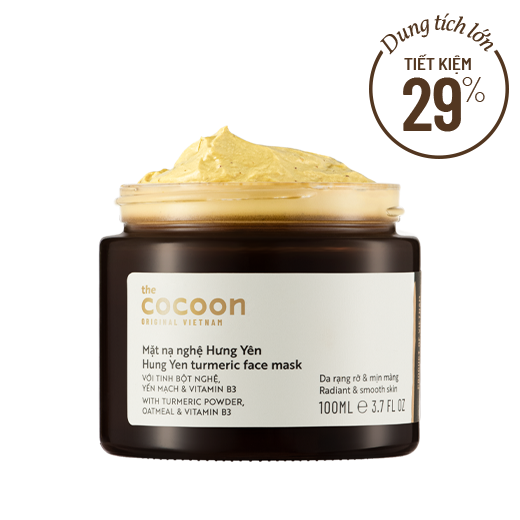 Dung tích lớn
TIẾT KIỆM
29%
the
cocoon
ORIGINAL VIETNAM
Mặt nạ nghệ Hưng Yên
Hung Yen turmeric face mask
VỚI TINH BỘT NGHỆ,
YẾN MẠCH & VITAMIN B3
WITH TURMERIC POWDER,
OATMEAL & VITAMIN B3
Da rạng rỡ & mịn màng
Radiant & smooth skin
100ML ℮ 3.7 FL OZ